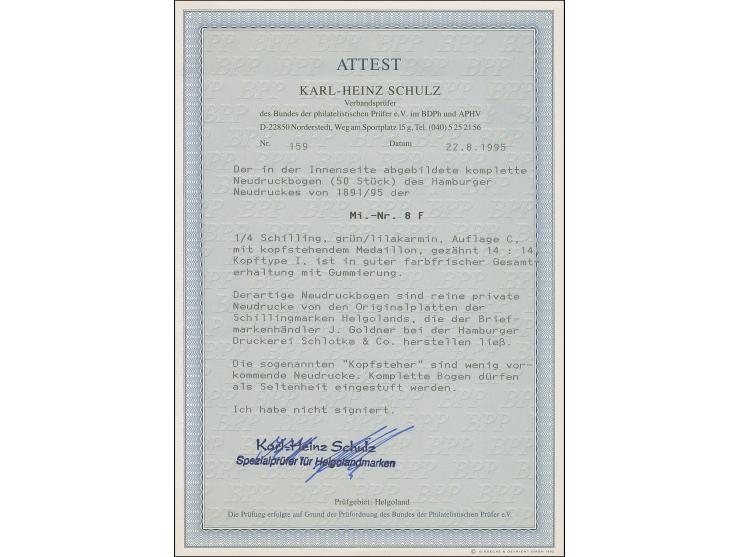 ATTEST
KARL-HEINZ SCHULZ
Verbandsprüfer
des Bundes der philatelistischen Prüfer e.V. im BDPh und APHV
D-22850 Norderstedt, Weg am Sportplatz 15 g, Tel. (040) 5 25 21 56
Nr. 159 Datum 22.8.1995
Der in der Innenseite abgebildete komplette
Neudruckbogen (50 Stück) des Hamburger
Neudruckes von 1891/95 der
Mi.-Nr. 8 F
1/4 Schilling, grün/lilakarmin, Auflage C,
mit kopfstehendem Medaillon, gezähnt 14 : 14,
Kopftype I, ist in guter farbfrischer Gesamt-
erhaltung mit Gummierung.
Derartige Neudruckbogen sind reine private
Neudrucke von den Originalplatten der
Schillingmarken Helgolands, die der Brief-
markenhändler J. Goldner bei der Hamburger
Druckerei Schlotke & Co. herstellen ließ.
Die sogenannten "Kopfsteher" sind wenig vor-
kommende Neudrucke. Komplette Bogen dürfen
als Seltenheit eingestuft werden.
Ich habe nicht signiert.
Karl-Heinz Schulz
Spezialprüfer für Helgolandmarken
Prüfgebiet: Helgoland
Die Prüfung erfolgte auf Grund der Prüfordnung des Bundes der Philatelistischen Prüfer e.V.
© GIESECKE & DEVRIENT GMBH 1992